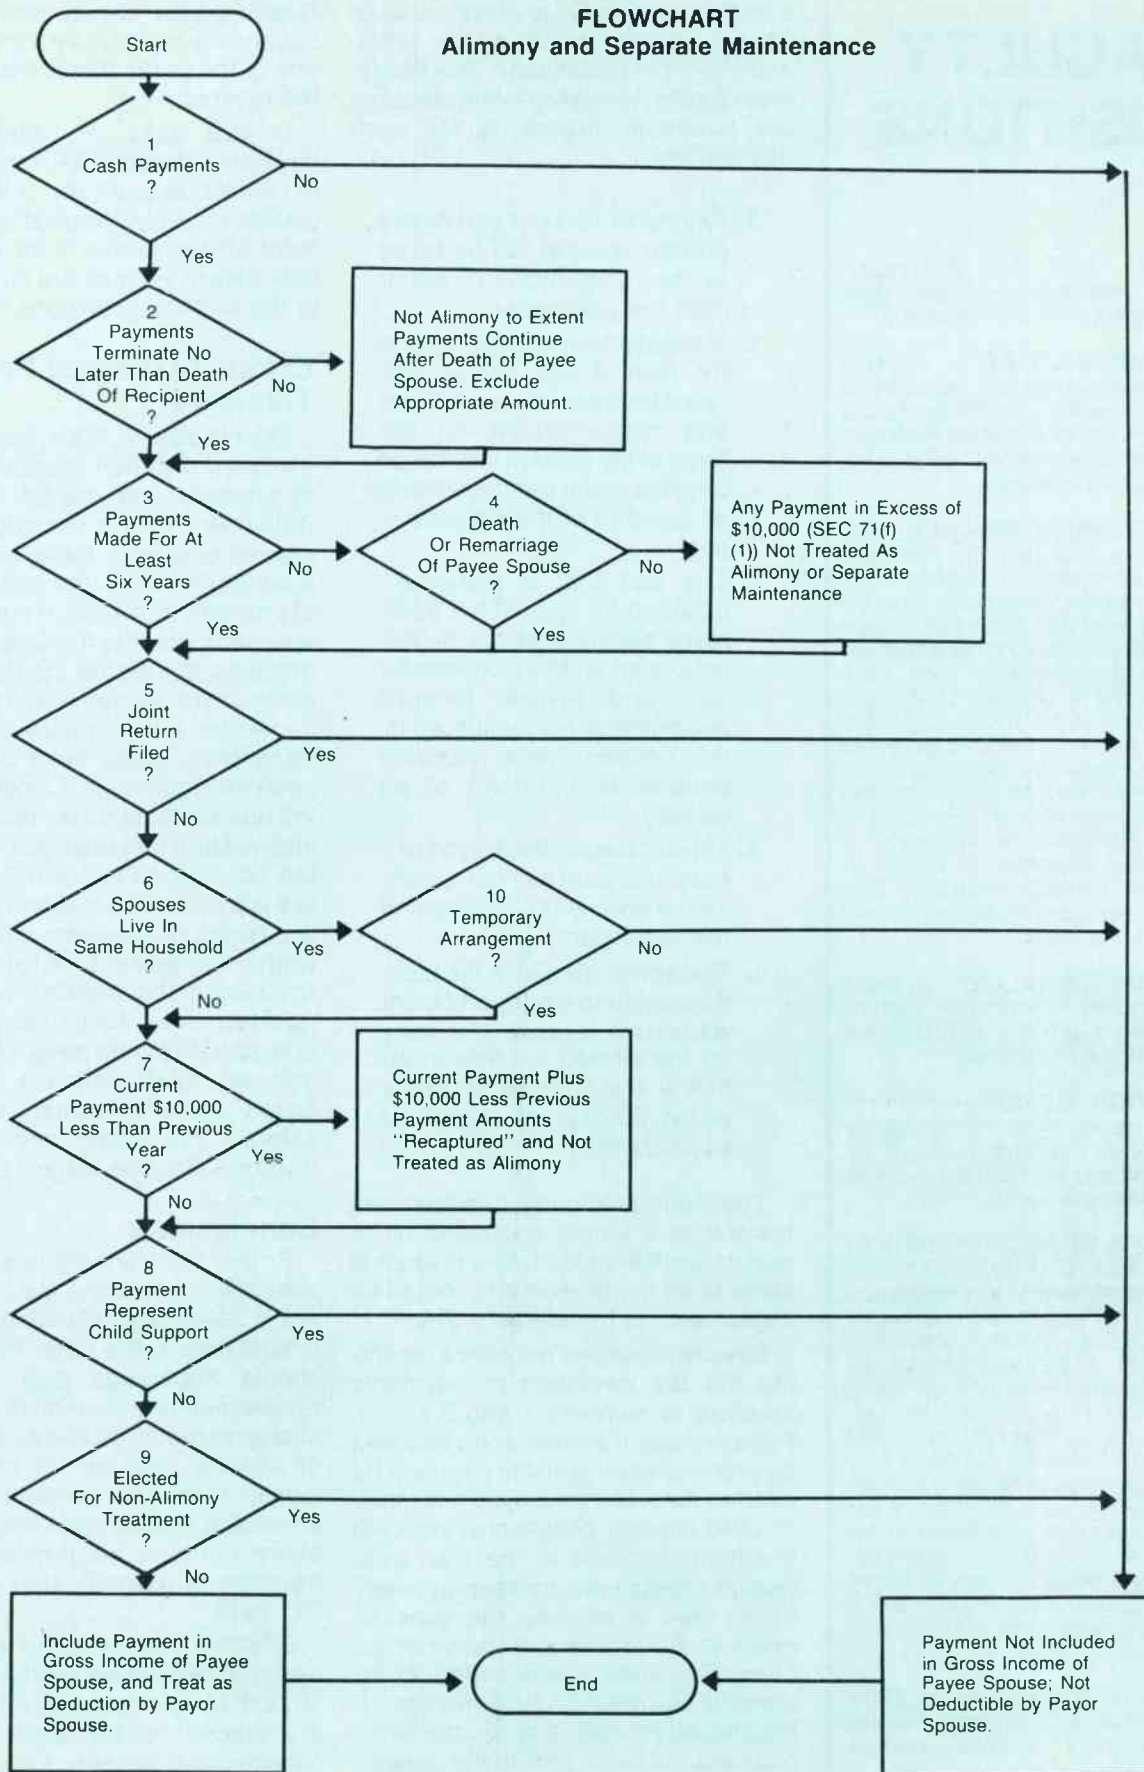 FLOWCHART
Alimony and Separate Maintenance
Start
1
Cash Payments
?
No
Yes
2
Payments
Terminate No
Later Than Death
Of Recipient
?
No
Not Alimony to Extent
Payments Continue
After Death of Payee
Spouse. Exclude
Appropriate Amount.
Yes
3
Payments
Made For At
Least
Six Years
?
No
4
Death
Or Remarriage
Of Payee Spouse
?
No
Any Payment in Excess of
$10,000 (SEC 71(f)
(1)) Not Treated As
Alimony or Separate
Maintenance
Yes
Yes
5
Joint
Return
Filed
?
Yes
No
6
Spouses
Live In
Same Household
?
Yes
10
Temporary
Arrangement
?
No
No
Yes
7
Current
Payment $10,000
Less Than Previous
Year
?
Yes
Current Payment Plus
$10,000 Less Previous
Payment Amounts
"Recaptured" and Not
Treated as Alimony
No
8
Payment
Represent
Child Support
?
Yes
No
9
Elected
For Non-Alimony
Treatment
?
Yes
No
Include Payment in
Gross Income of Payee
Spouse, and Treat as
Deduction by Payor
Spouse.
End
Payment Not Included
in Gross Income of
Payee Spouse; Not
Deductible by Payor
Spouse.